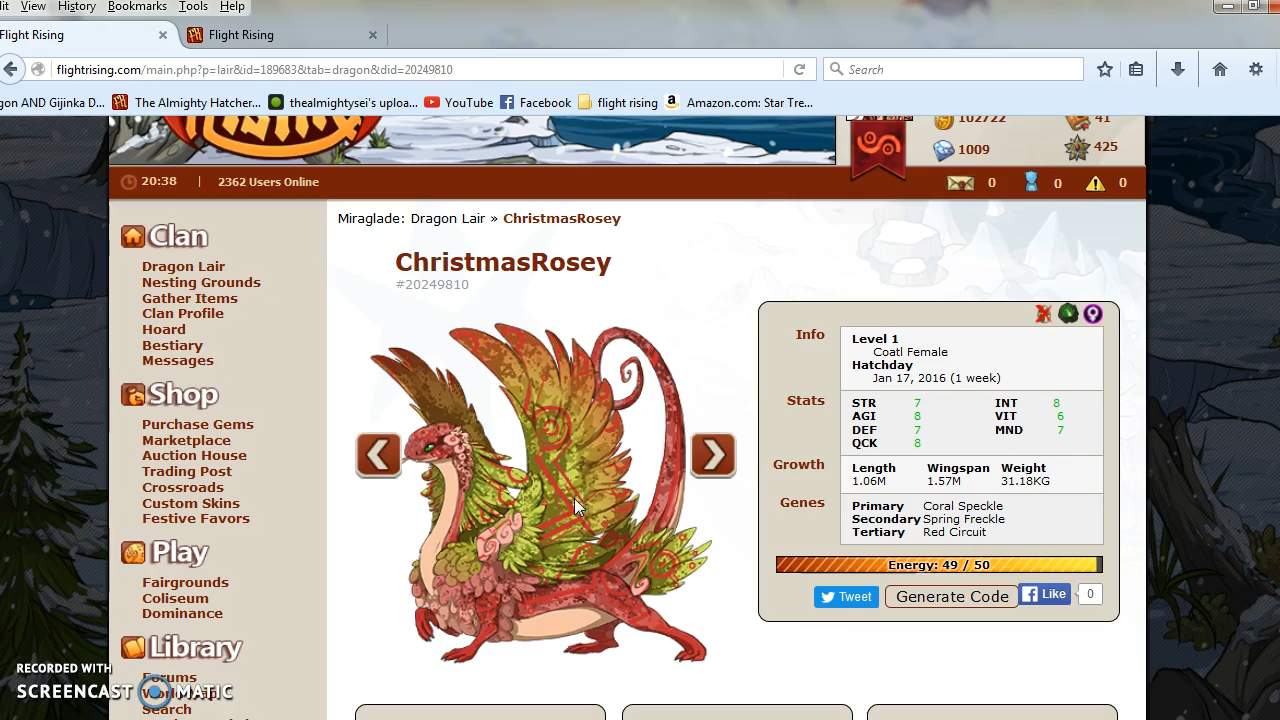 it View History Bookmarks Tools Help
Flight Rising
Flight Rising
flightrising.com/main.php?p=lair&id=189683&tab=dragon&did=20249810
Search
gon AND Gijinka D... The Almighty Hatcher... thealmightysei's uploa... YouTube Facebook flight rising Amazon.com: Star Tre...
Rising
102722 41
1009 425
20:38 | 2362 Users Online
0 0 0
Clan
Dragon Lair
Nesting Grounds
Gather Items
Clan Profile
Hoard
Bestiary
Messages
Shop
Purchase Gems
Marketplace
Auction House
Trading Post
Crossroads
Custom Skins
Festive Favors
Play
Fairgrounds
Coliseum
Dominance
Library
Forums
Search
Miraglade: Dragon Lair » ChristmasRosey
ChristmasRosey
#20249810
Info
Level 1
Coatl Female
Hatchday
Jan 17, 2016 (1 week)
Stats
STR 7 INT 8
AGI 8 VIT 6
DEF 7 MND 7
QCK 8
Growth
Length Wingspan Weight
1.06M 1.57M 31.18KG
Genes
Primary Coral Speckle
Secondary Spring Freckle
Tertiary Red Circuit
Energy: 49 / 50
Tweet Generate Code Like 0
RECORDED WITH
SCREENCAST MATIC